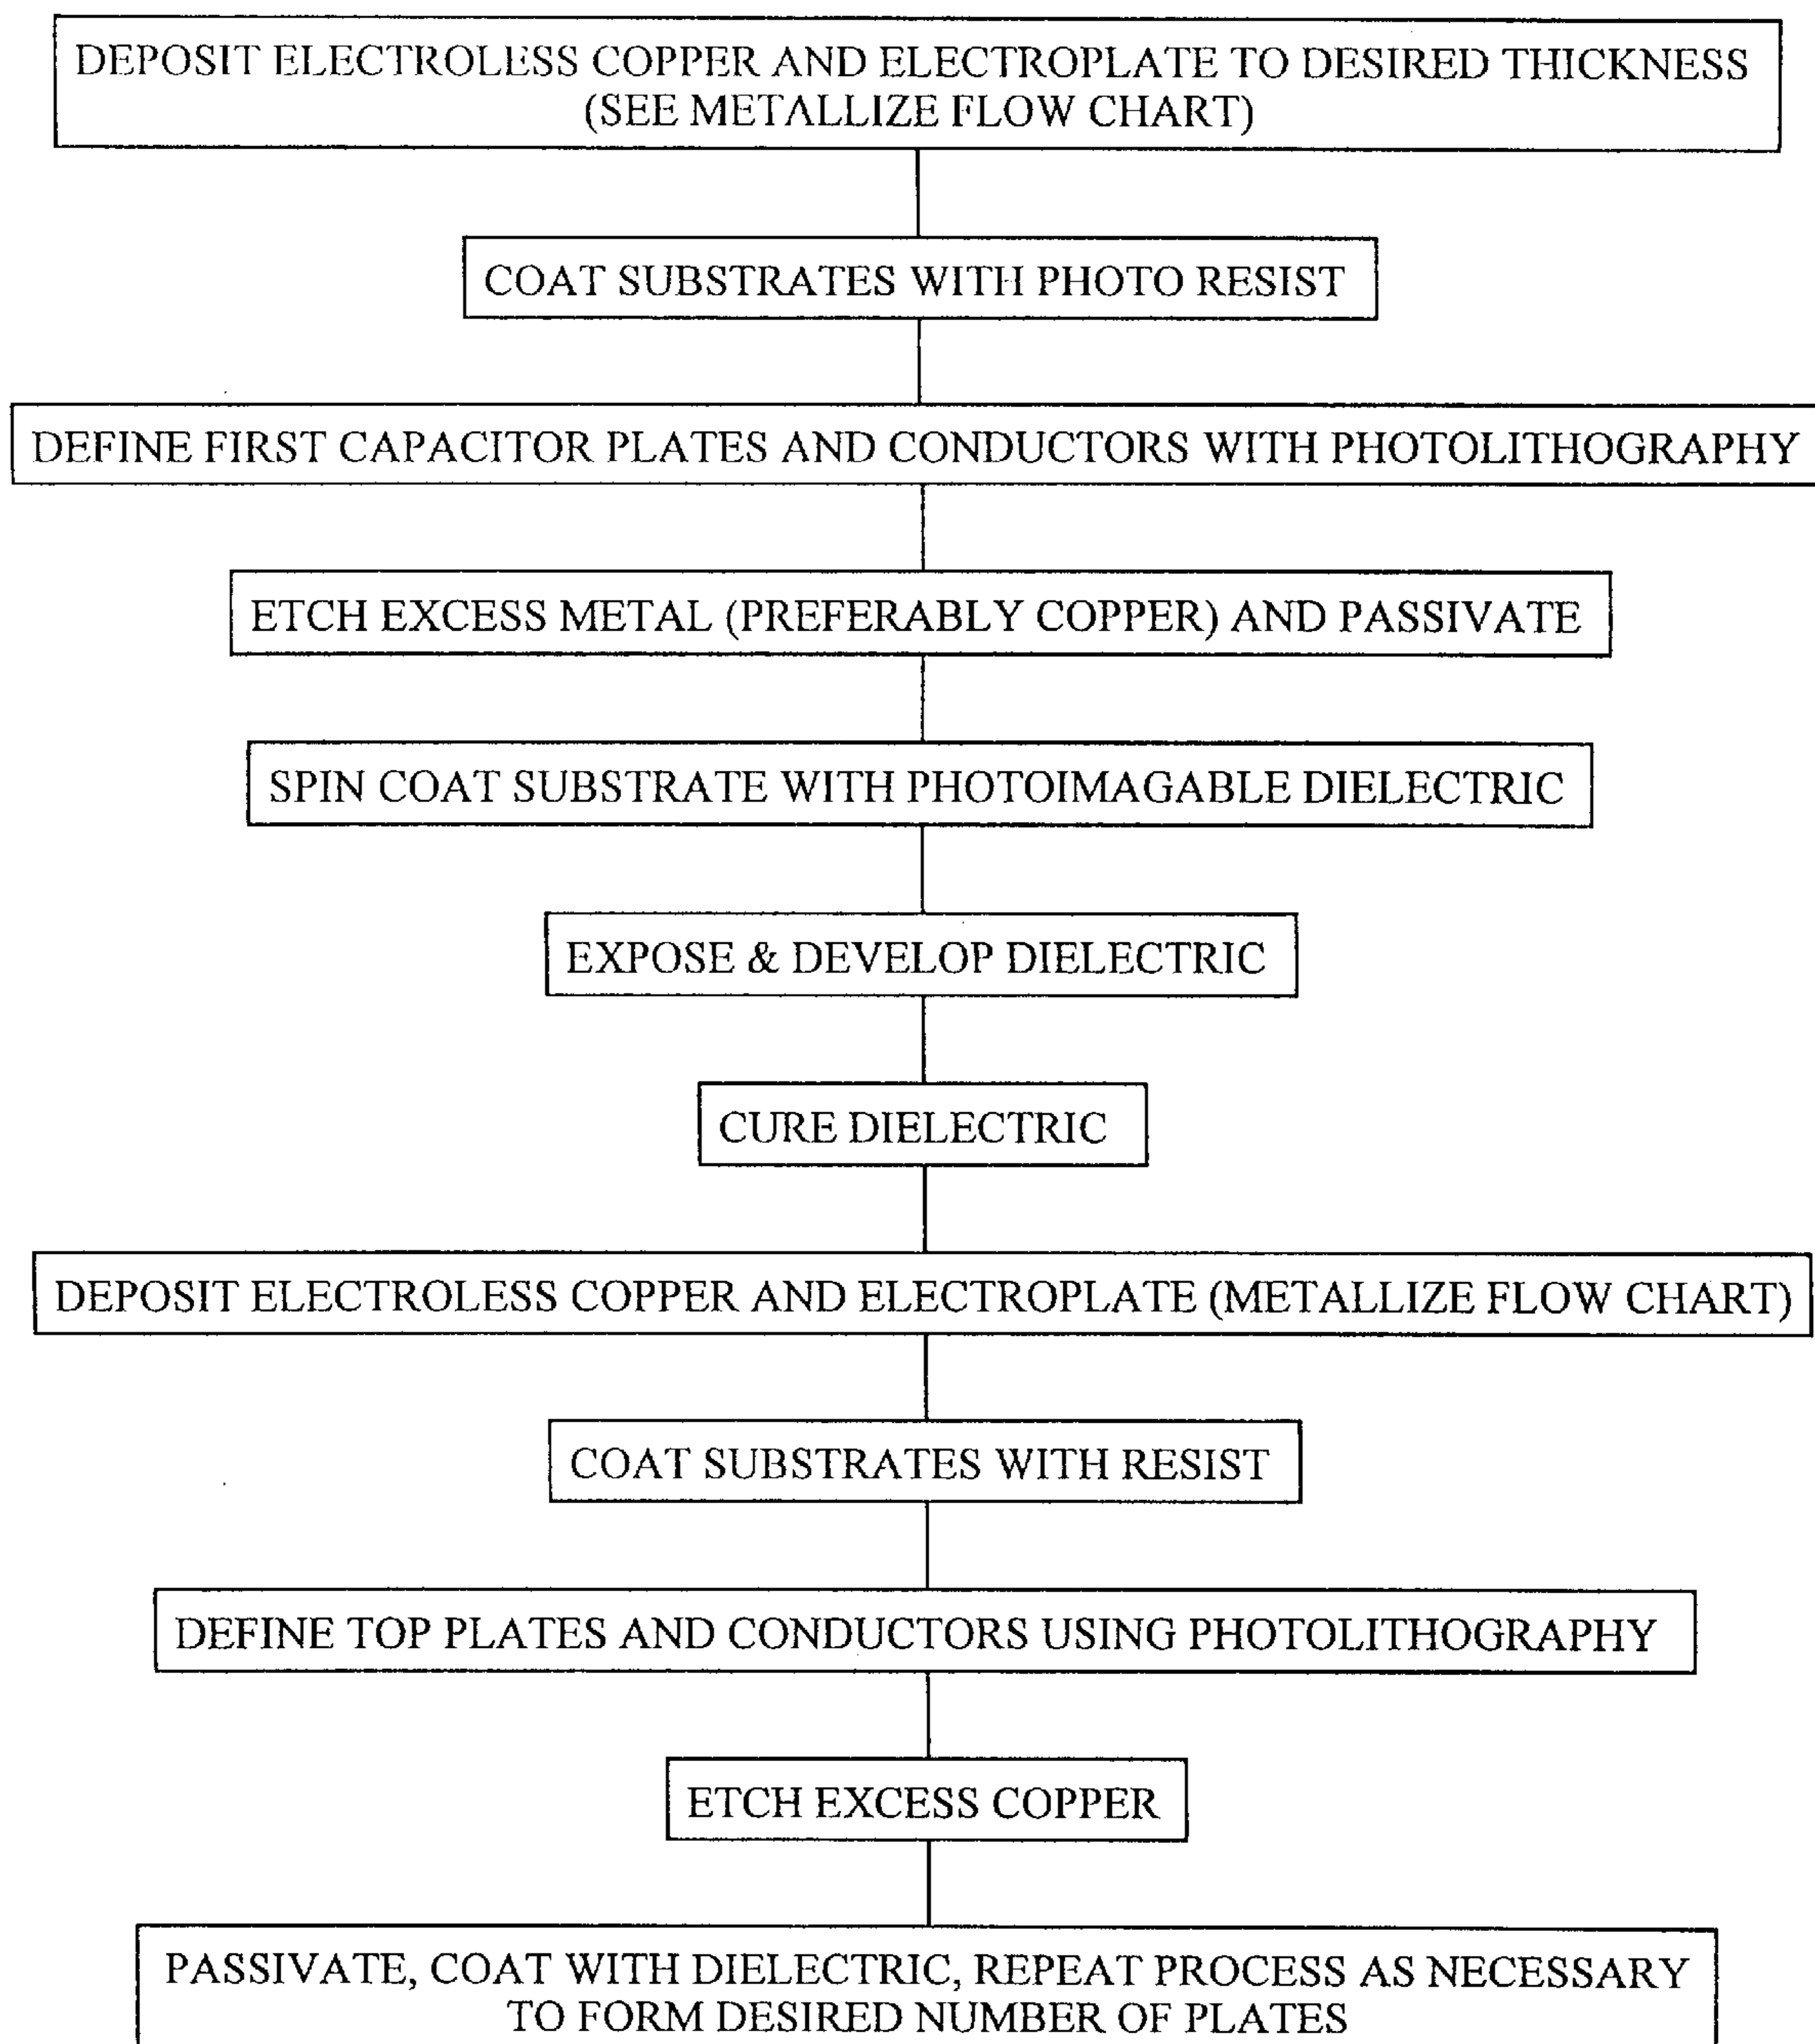 DEPOSIT ELECTROLESS COPPER AND ELECTROPLATE TO DESIRED THICKNESS
(SEE METALLIZE FLOW CHART)
COAT SUBSTRATES WITH PHOTO RESIST
DEFINE FIRST CAPACITOR PLATES AND CONDUCTORS WITH PHOTOLITHOGRAPHY
ETCH EXCESS METAL (PREFERABLY COPPER) AND PASSIVATE
SPIN COAT SUBSTRATE WITH PHOTOIMAGABLE DIELECTRIC
EXPOSE & DEVELOP DIELECTRIC
CURE DIELECTRIC
DEPOSIT ELECTROLESS COPPER AND ELECTROPLATE (METALLIZE FLOW CHART)
COAT SUBSTRATES WITH RESIST
DEFINE TOP PLATES AND CONDUCTORS USING PHOTOLITHOGRAPHY
ETCH EXCESS COPPER
PASSIVATE, COAT WITH DIELECTRIC, REPEAT PROCESS AS NECESSARY
TO FORM DESIRED NUMBER OF PLATES